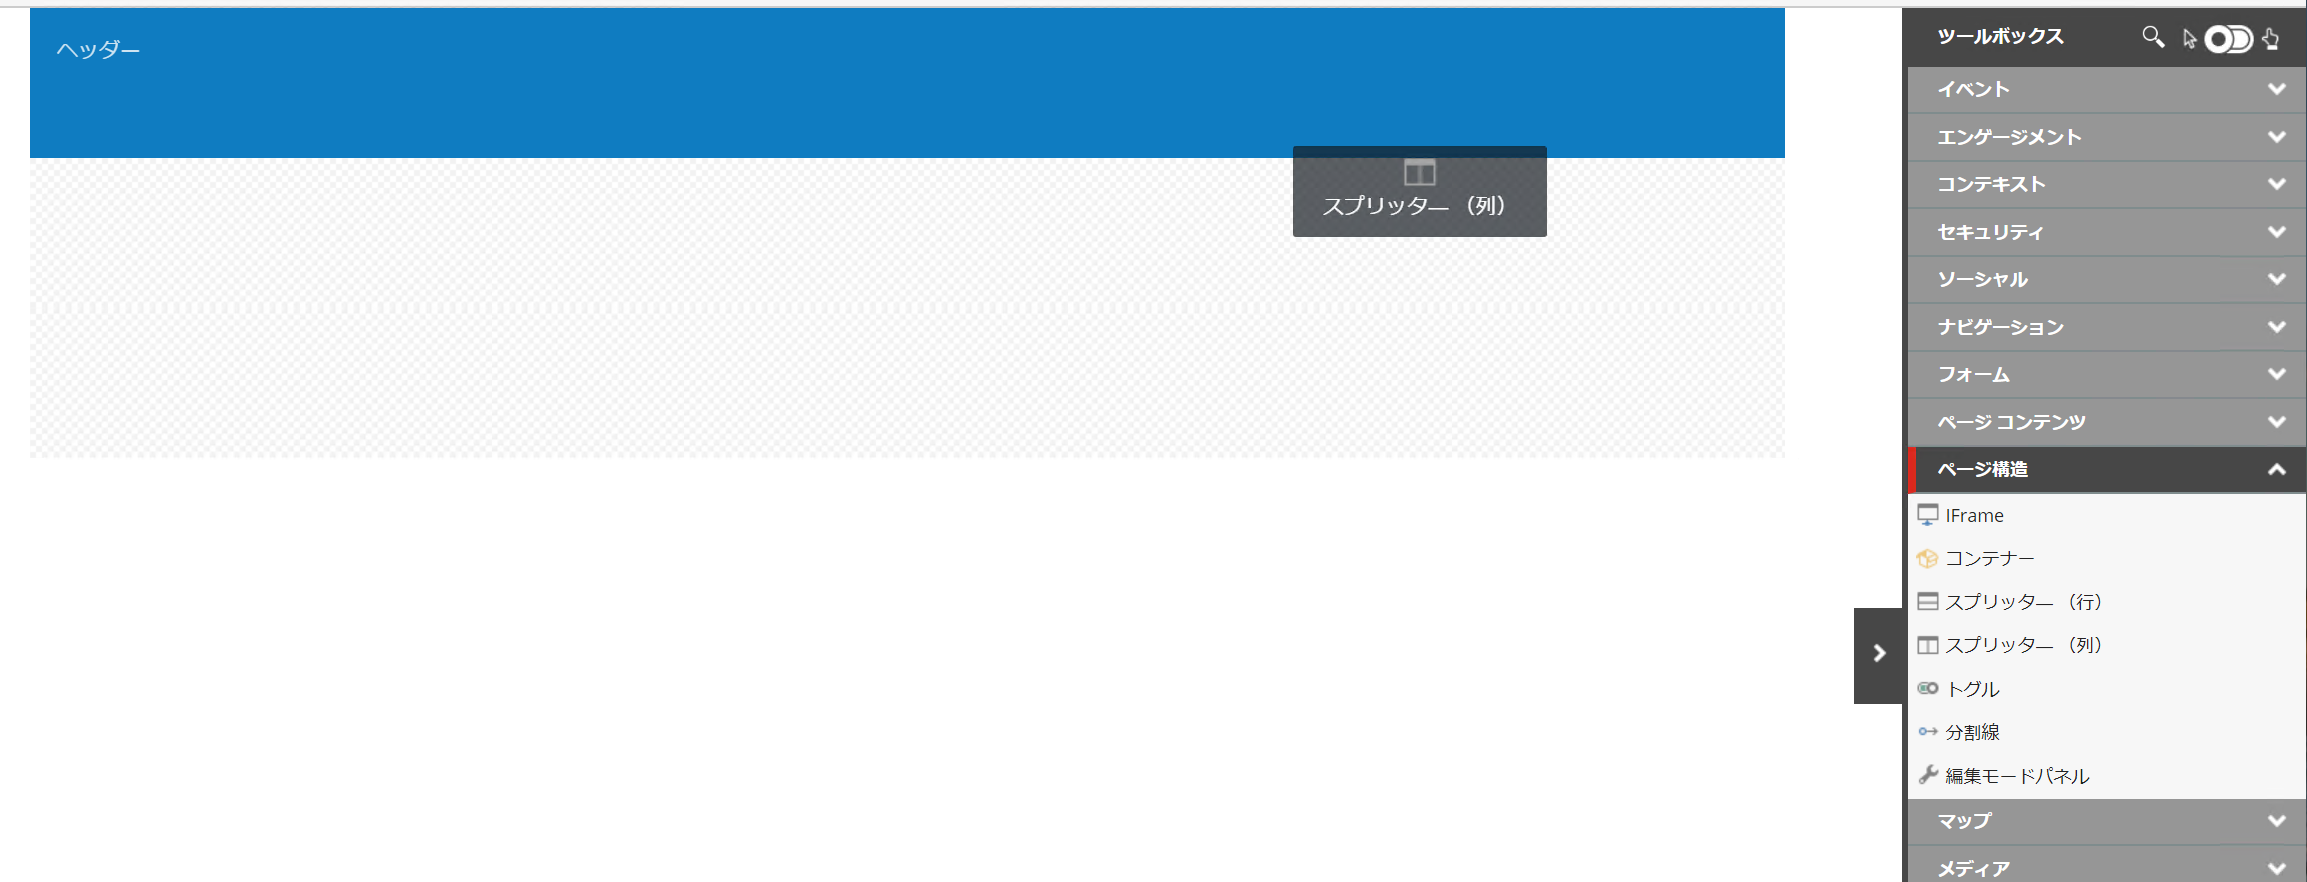 ヘッダー
スプリッター （列）
ツールボックス
イベント
エンゲージメント
コンテキスト
セキュリティ
ソーシャル
ナビゲーション
フォーム
ページ コンテンツ
ページ構造
IFrame
コンテナー
スプリッター （行）
スプリッター （列）
トグル
分割線
編集モードパネル
マップ
メディア